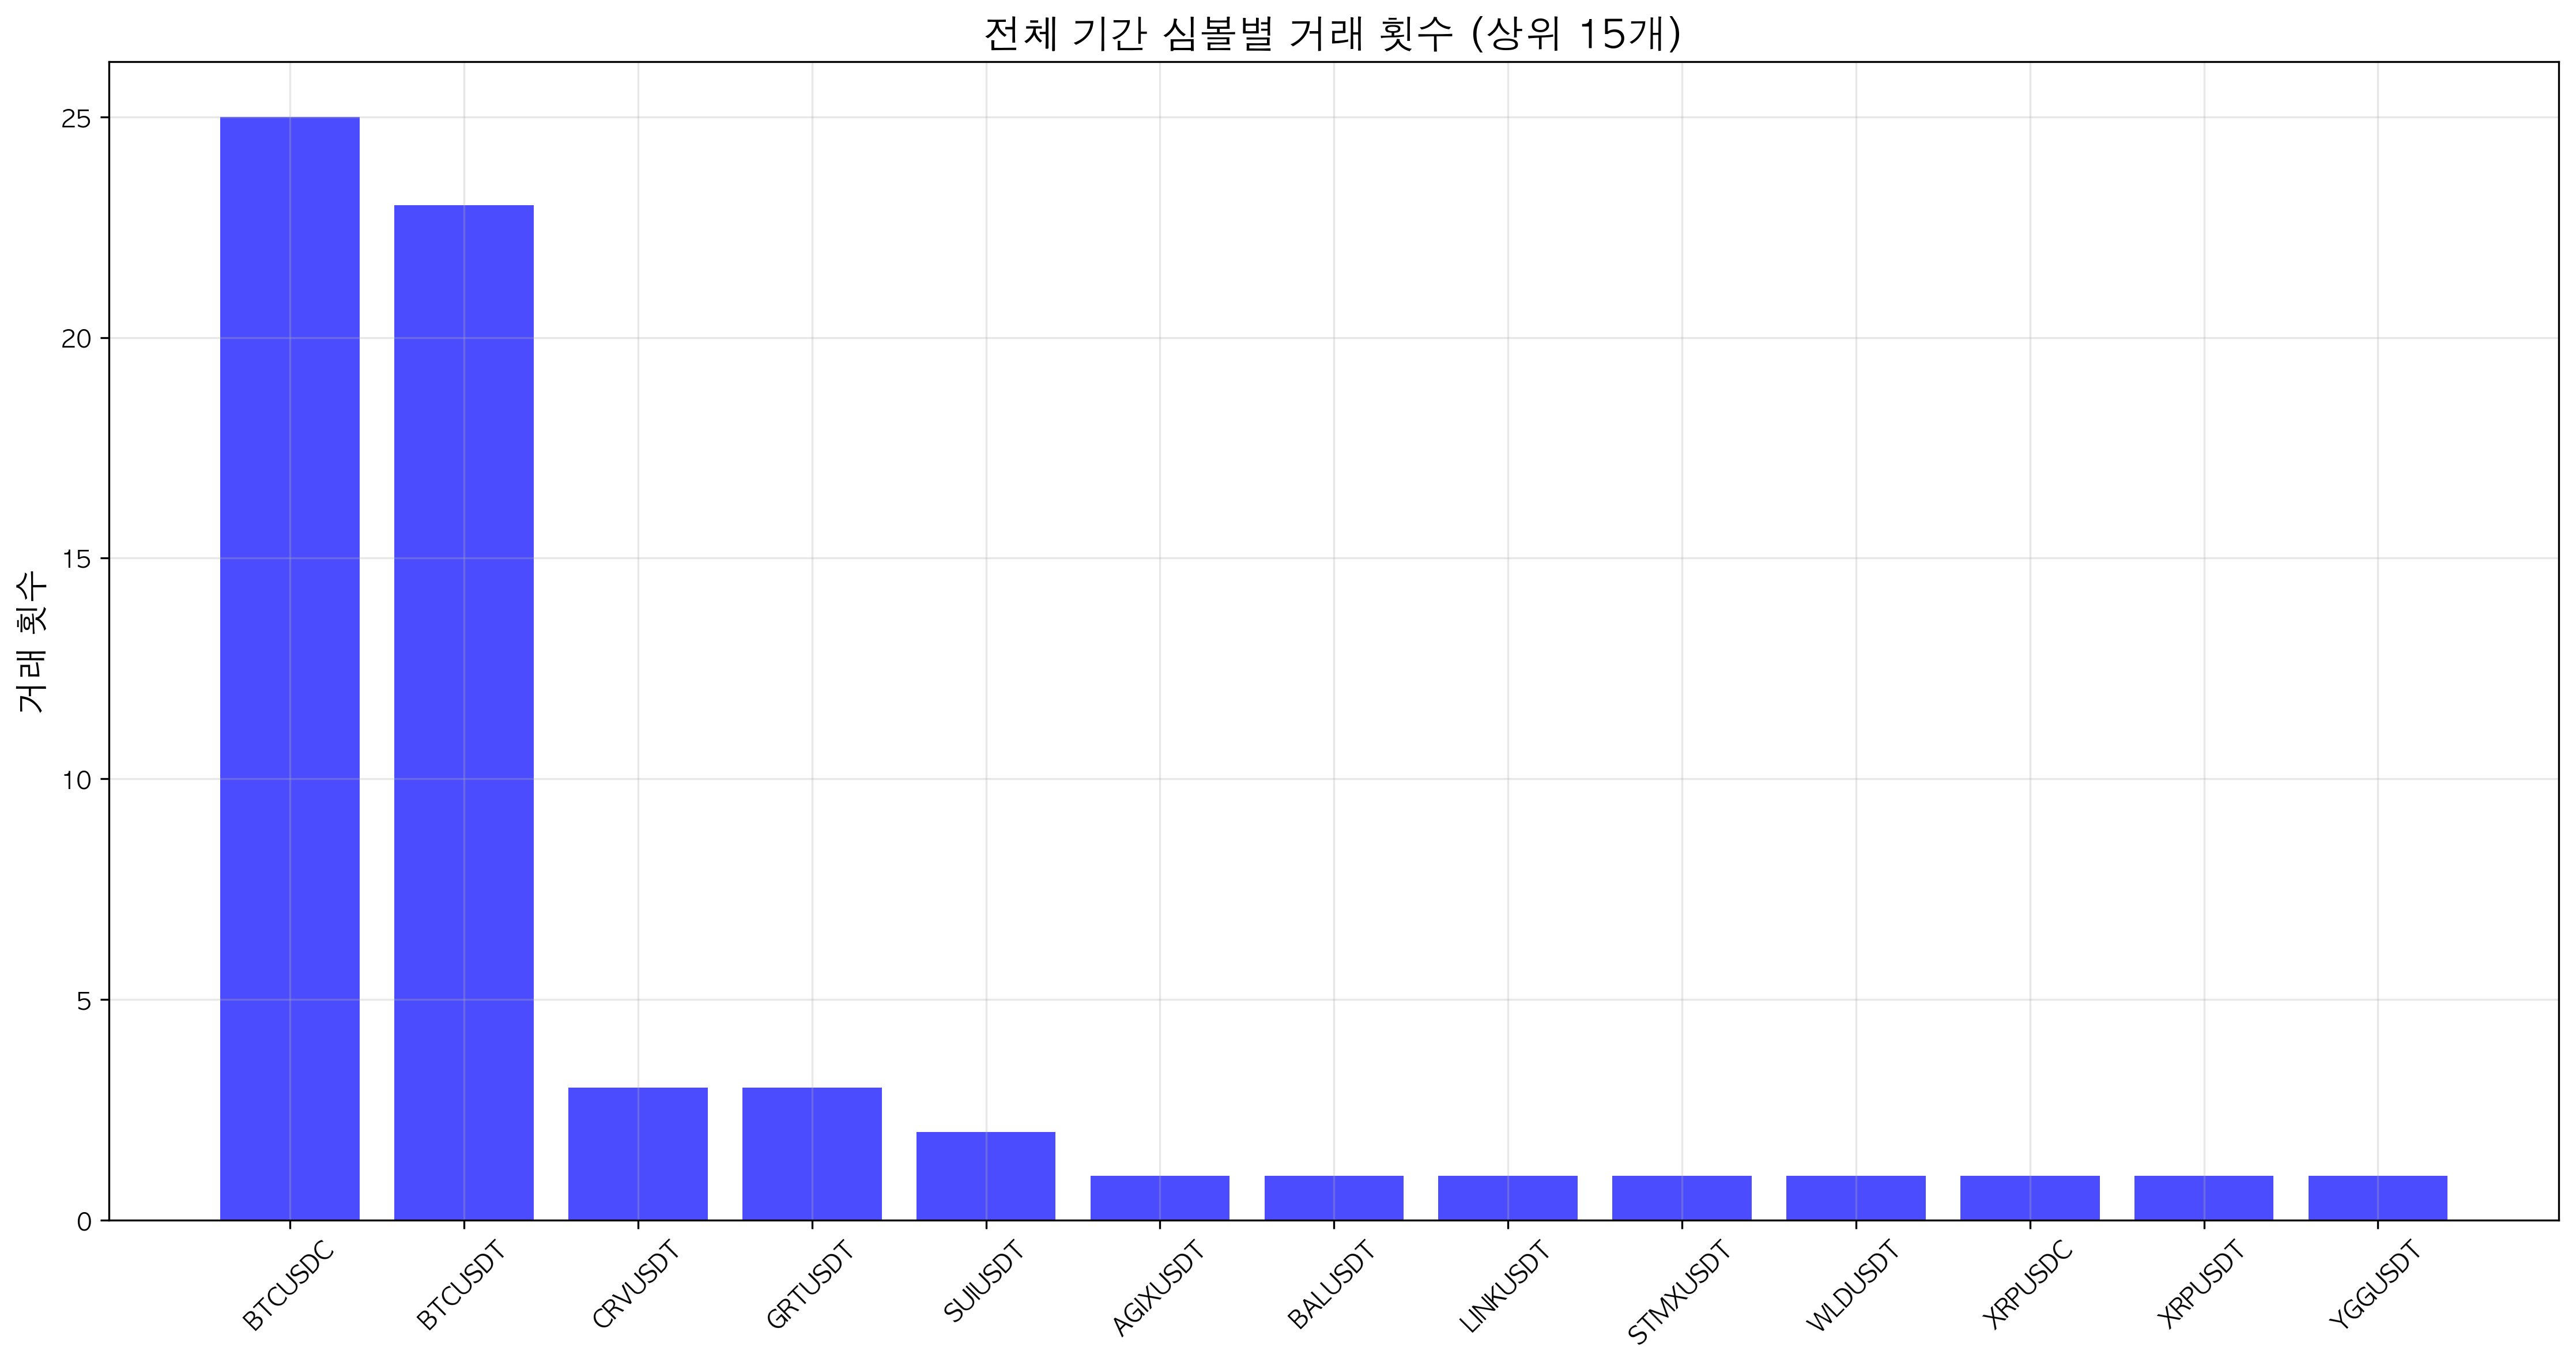 전체 기간 심볼별 거래 횟수 (상위 15개)
거래 횟수
25
20
15
10
5
0
BTCUSDC
BTCUSDT
CRVUSDT
GRTUSDT
SUIUSDT
AGIXUSDT
BALUSDT
LINKUSDT
STMXUSDT
WLDUSDT
XRPUSDC
XRPUSDT
YGGUSDT